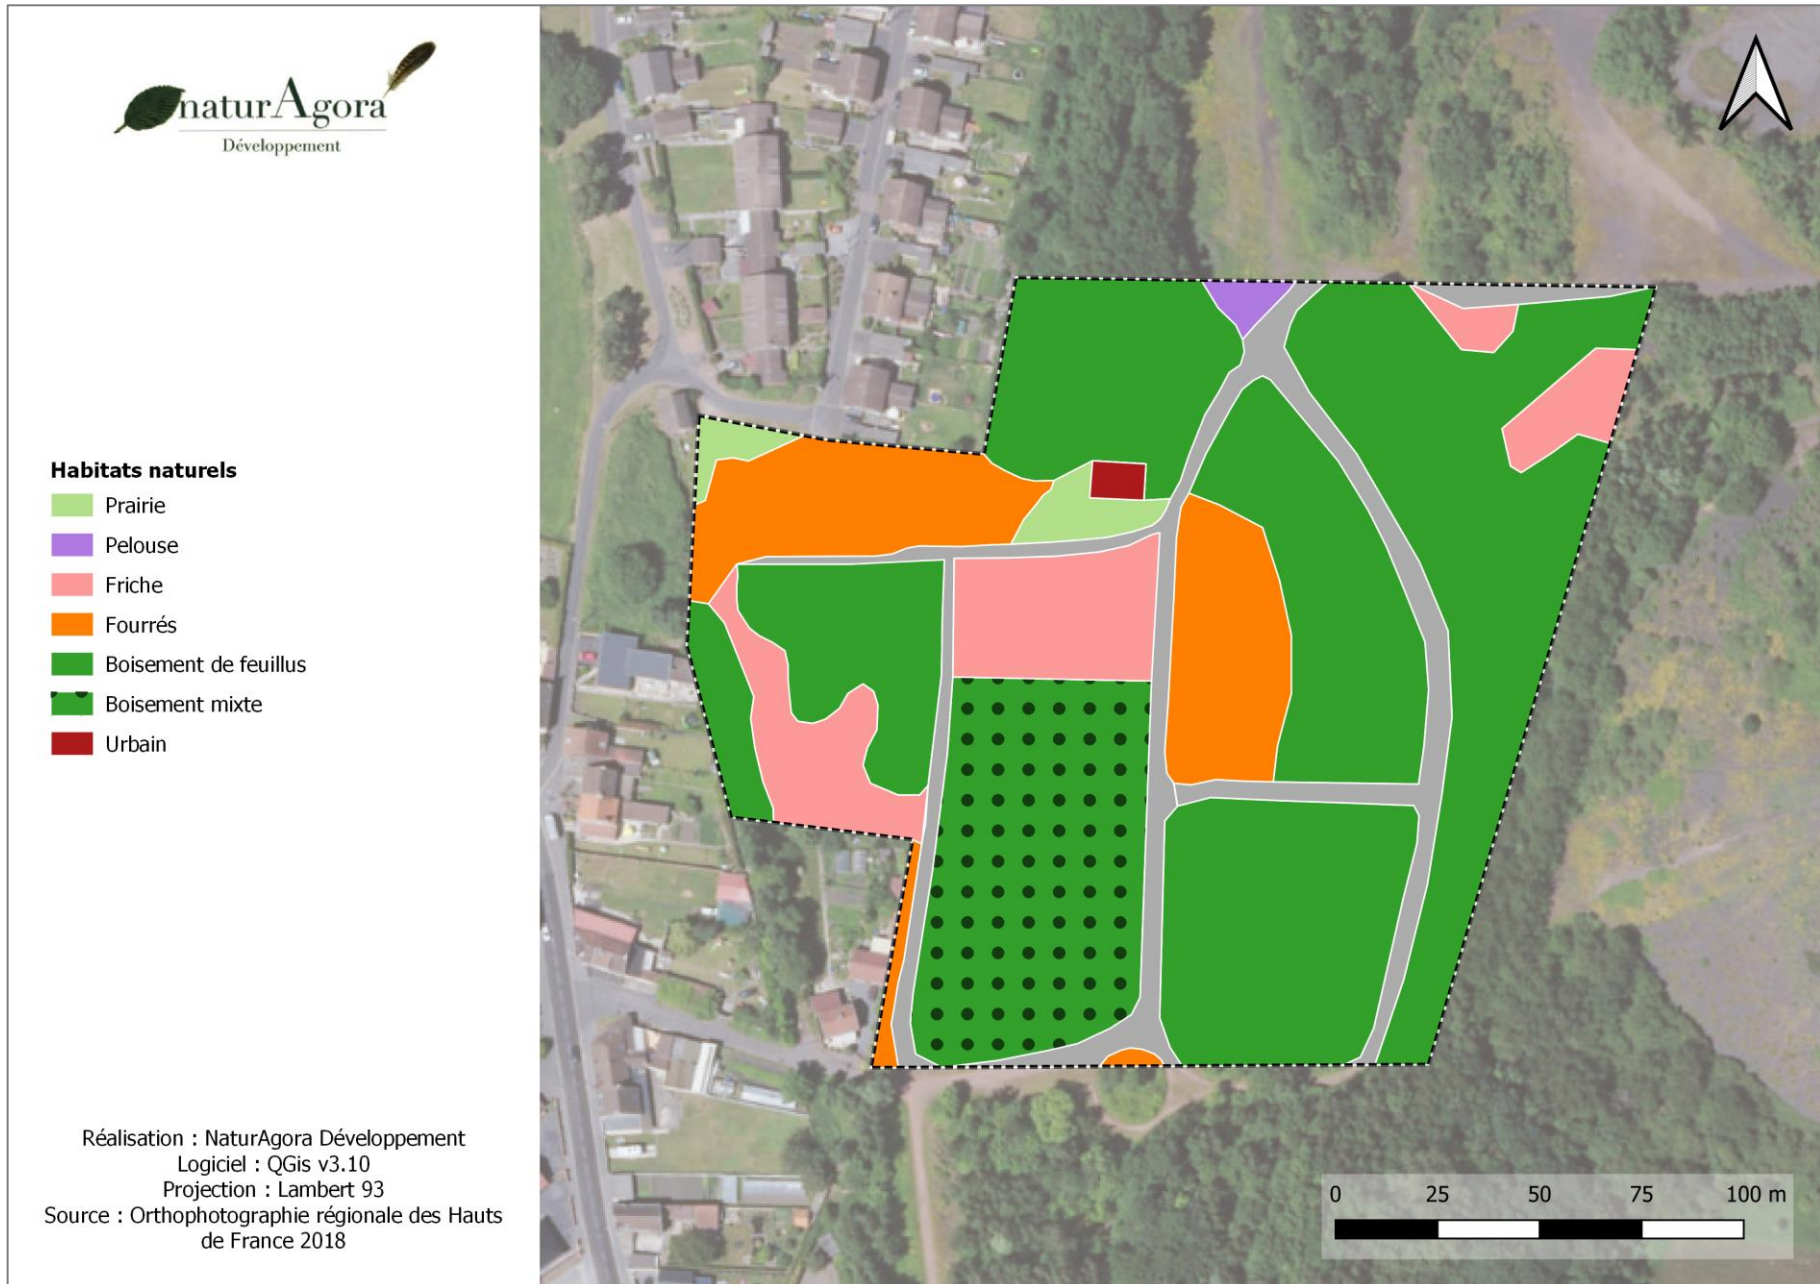 naturAgora
Développement
Habitats naturels
Prairie
Pelouse
Friche
Fourrés
Boisement de feuillus
Boisement mixte
Urbain
Réalisation : NaturAgora Développement
Logiciel : QGis v3.10
Projection : Lambert 93
Source : Orthophotographie régionale des Hauts
de France 2018
0 25 50 75 100 m